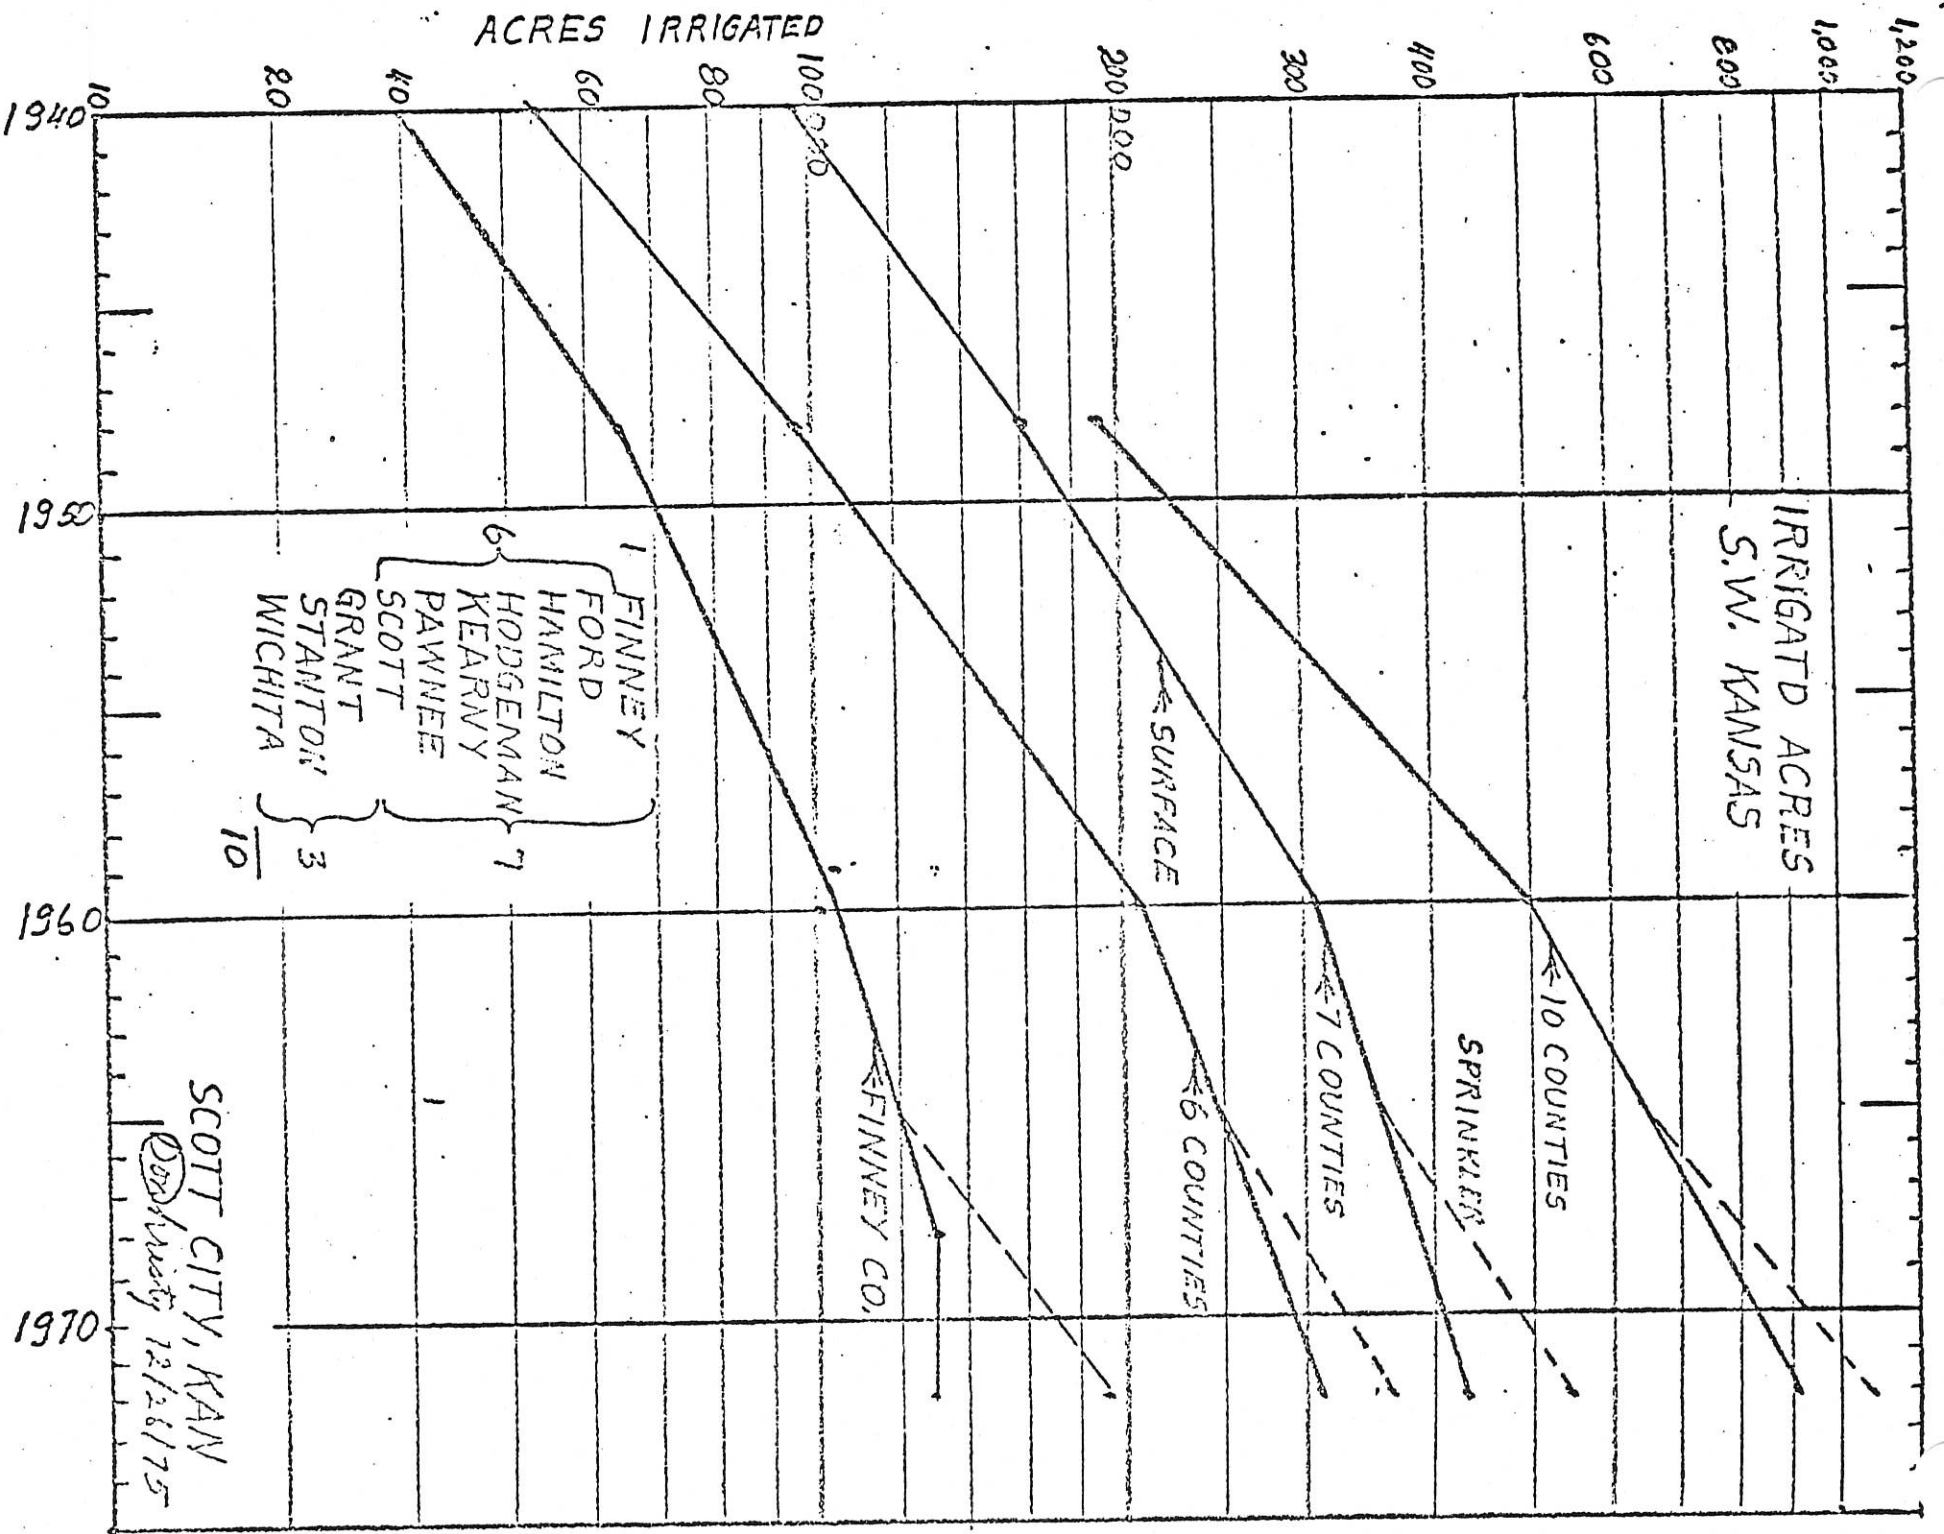 ACRES IRRIGATED
10
20
40
60
80
100
000
200
000
300
400
600
800
1,000
1,200
1940
1950
1960
1970
IRRIGATD ACRES
S.W. KANSAS
SURFACE
10 COUNTIES
SPRINKLER
7 COUNTIES
6 COUNTIES
FINNEY CO.
1 FINNEY
FORD
HAMILTON
6 HODGEMAN 7
KEARNY
PAWNEE
SCOTT
GRANT
STANTON 3
WICHITA
10
SCOTT CITY, KAN
12/26/75